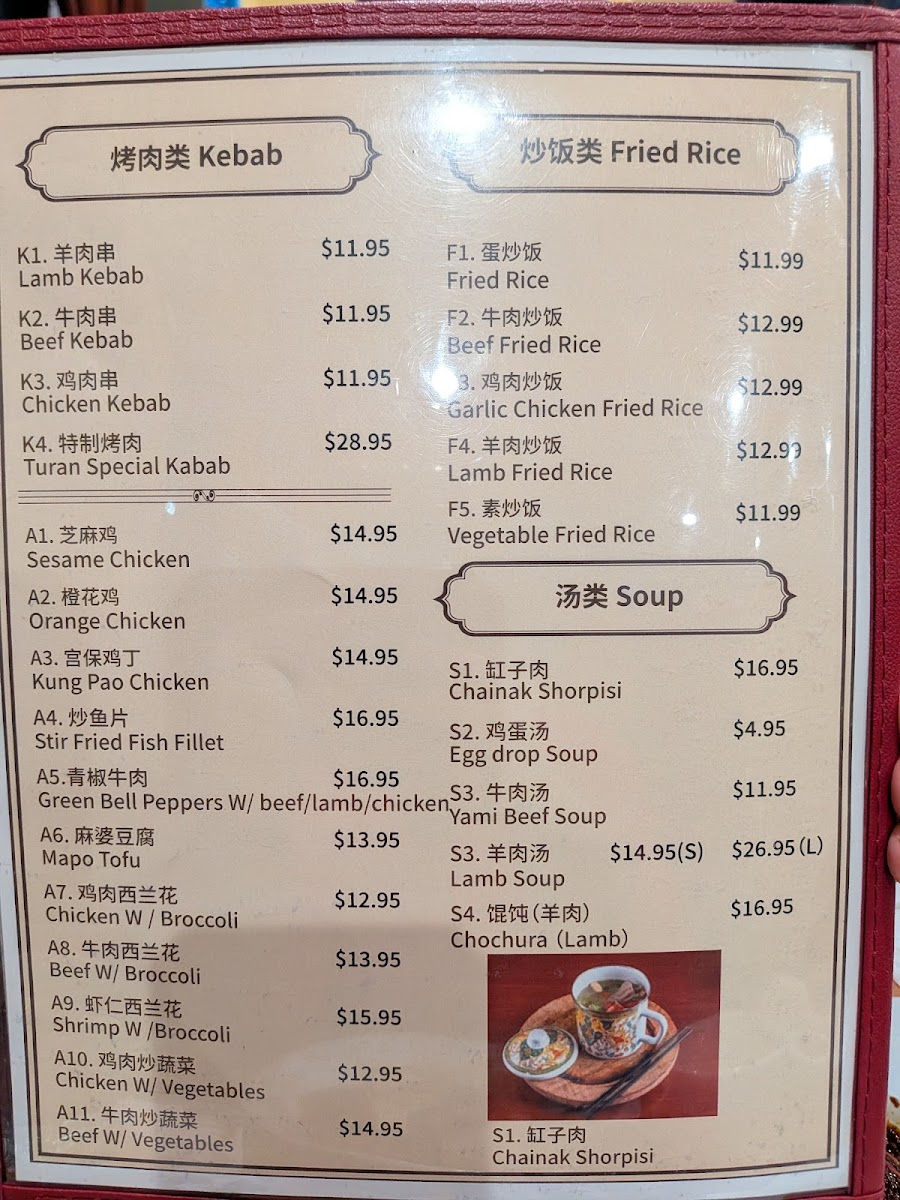 烤肉类 Kebab
K1. 羊肉串 $11.95
Lamb Kebab
K2. 牛肉串 $11.95
Beef Kebab
K3. 鸡肉串 $11.95
Chicken Kebab
K4. 特制烤肉 $28.95
Turan Special Kabab
A1. 芝麻鸡 $14.95
Sesame Chicken
A2. 橙花鸡 $14.95
Orange Chicken
A3. 宫保鸡丁 $14.95
Kung Pao Chicken
A4. 炒鱼片 $16.95
Stir Fried Fish Fillet
A5.青椒牛肉 $16.95
Green Bell Peppers W/ beef/lamb/chicken
A6. 麻婆豆腐 $13.95
Mapo Tofu
A7. 鸡肉西兰花 $12.95
Chicken W / Broccoli
A8. 牛肉西兰花 $13.95
Beef W/ Broccoli
A9. 虾仁西兰花 $15.95
Shrimp W /Broccoli
A10. 鸡肉炒蔬菜 $12.95
Chicken W/ Vegetables
A11. 牛肉炒蔬菜 $14.95
Beef W/ Vegetables
炒饭类 Fried Rice
F1. 蛋炒饭 $11.99
Fried Rice
F2. 牛肉炒饭 $12.99
Beef Fried Rice
3. 鸡肉炒饭 $12.99
Garlic Chicken Fried Rice
F4. 羊肉炒饭 $12.99
Lamb Fried Rice
F5. 素炒饭 $11.99
Vegetable Fried Rice
汤类 Soup
S1. 缸子肉 $16.95
Chainak Shorpisi
S2. 鸡蛋汤 $4.95
Egg drop Soup
S3. 牛肉汤 $11.95
Yami Beef Soup
S3. 羊肉汤 $14.95(S) $26.95(L)
Lamb Soup
S4. 馄饨(羊肉) $16.95
Chochura (Lamb)
S1. 缸子肉
Chainak Shorpisi